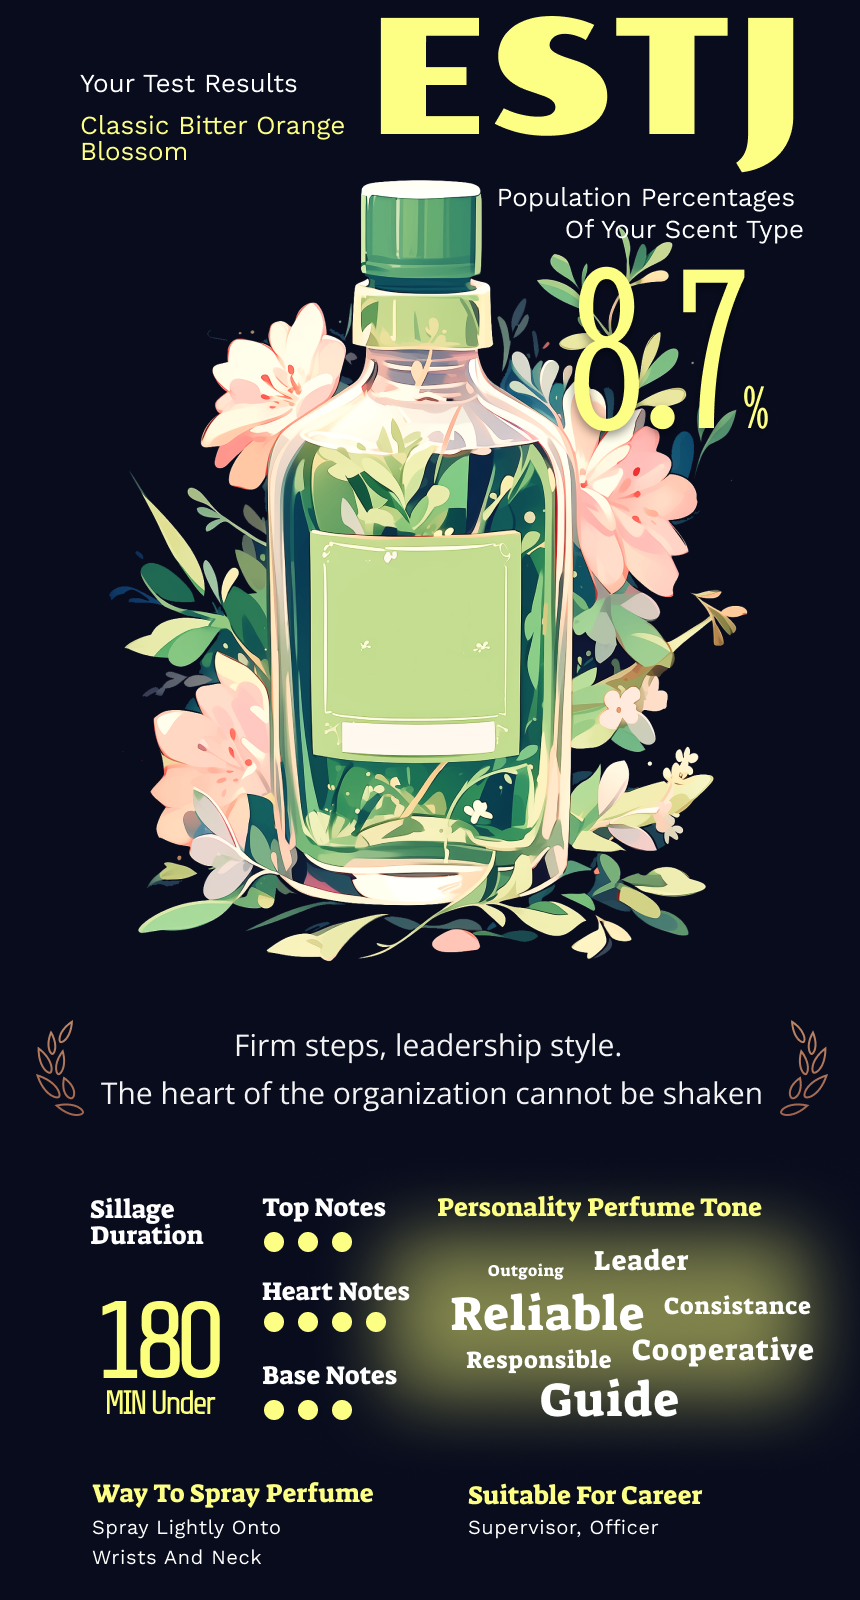 ESTJ
Your Test Results
Classic Bitter Orange
Blossom
Population Percentages
Of Your Scent Type
8.7%
Firm steps, leadership style.
The heart of the organization cannot be shaken
Sillage
Duration
180
MIN Under
Top Notes
Heart Notes
Base Notes
Personality Perfume Tone
Outgoing
Leader
Reliable
Consistance
Responsible
Cooperative
Guide
Way To Spray Perfume
Spray Lightly Onto
Wrists And Neck
Suitable For Career
Supervisor, Officer